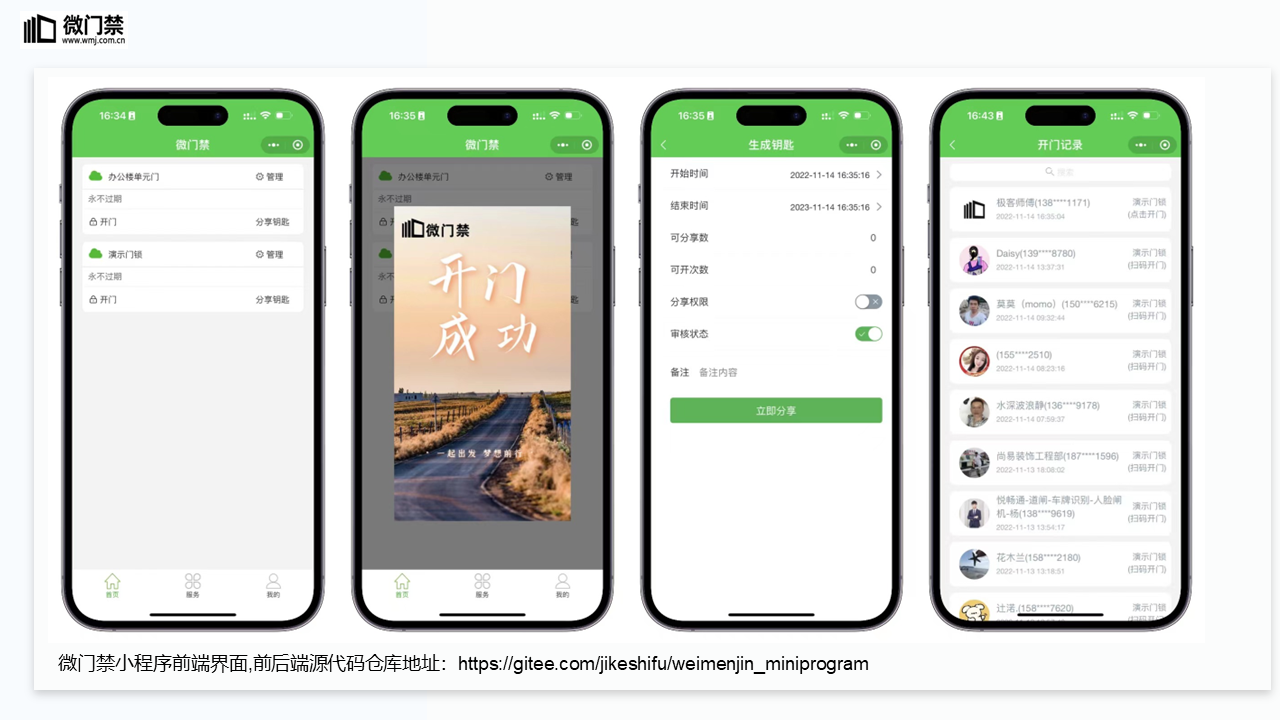 微门禁
www.wmj.com.cn
16:34
微门禁
办公楼单元门
管理
永不过期
开门
分享钥匙
演示门锁
管理
永不过期
开门
分享钥匙
首页
服务
我的
16:35
微门禁
办公楼单元门
管理
永不过期
微门禁
开门
成功
一起出发 梦想前行
首页
服务
我的
16:35
生成钥匙
开始时间 2022-11-14 16:35:16
结束时间 2023-11-14 16:35:16
可分享数 0
可开次数 0
分享权限
审核状态
备注 备注内容
立即分享
16:43
开门记录
搜索
极客师傅(138****1171) 演示门锁
2022-11-14 16:35:04 (点击开门)
Daisy(139****8780) 演示门锁
2022-11-14 13:37:31 (扫码开门)
莫莫（momo）(150****6215) 演示门锁
2022-11-14 09:32:44 (扫码开门)
(155****2510) 演示门锁
2022-11-14 08:23:16 (扫码开门)
水深波浪静(136****9178) 演示门锁
2022-11-14 07:59:37 (扫码开门)
尚易装饰工程部(187****1596) 演示门锁
2022-11-13 18:08:02 (扫码开门)
悦畅通-道闸-车牌识别-人脸闸
机-杨(138****9619) 演示门锁
2022-11-13 13:54:17 (扫码开门)
花木兰(158****2180) 演示门锁
2022-11-13 13:18:51 (扫码开门)
让渃.(158****7620) 演示门锁
微门禁小程序前端界面,前后端源代码仓库地址：https://gitee.com/jikeshifu/weimenjin_miniprogram